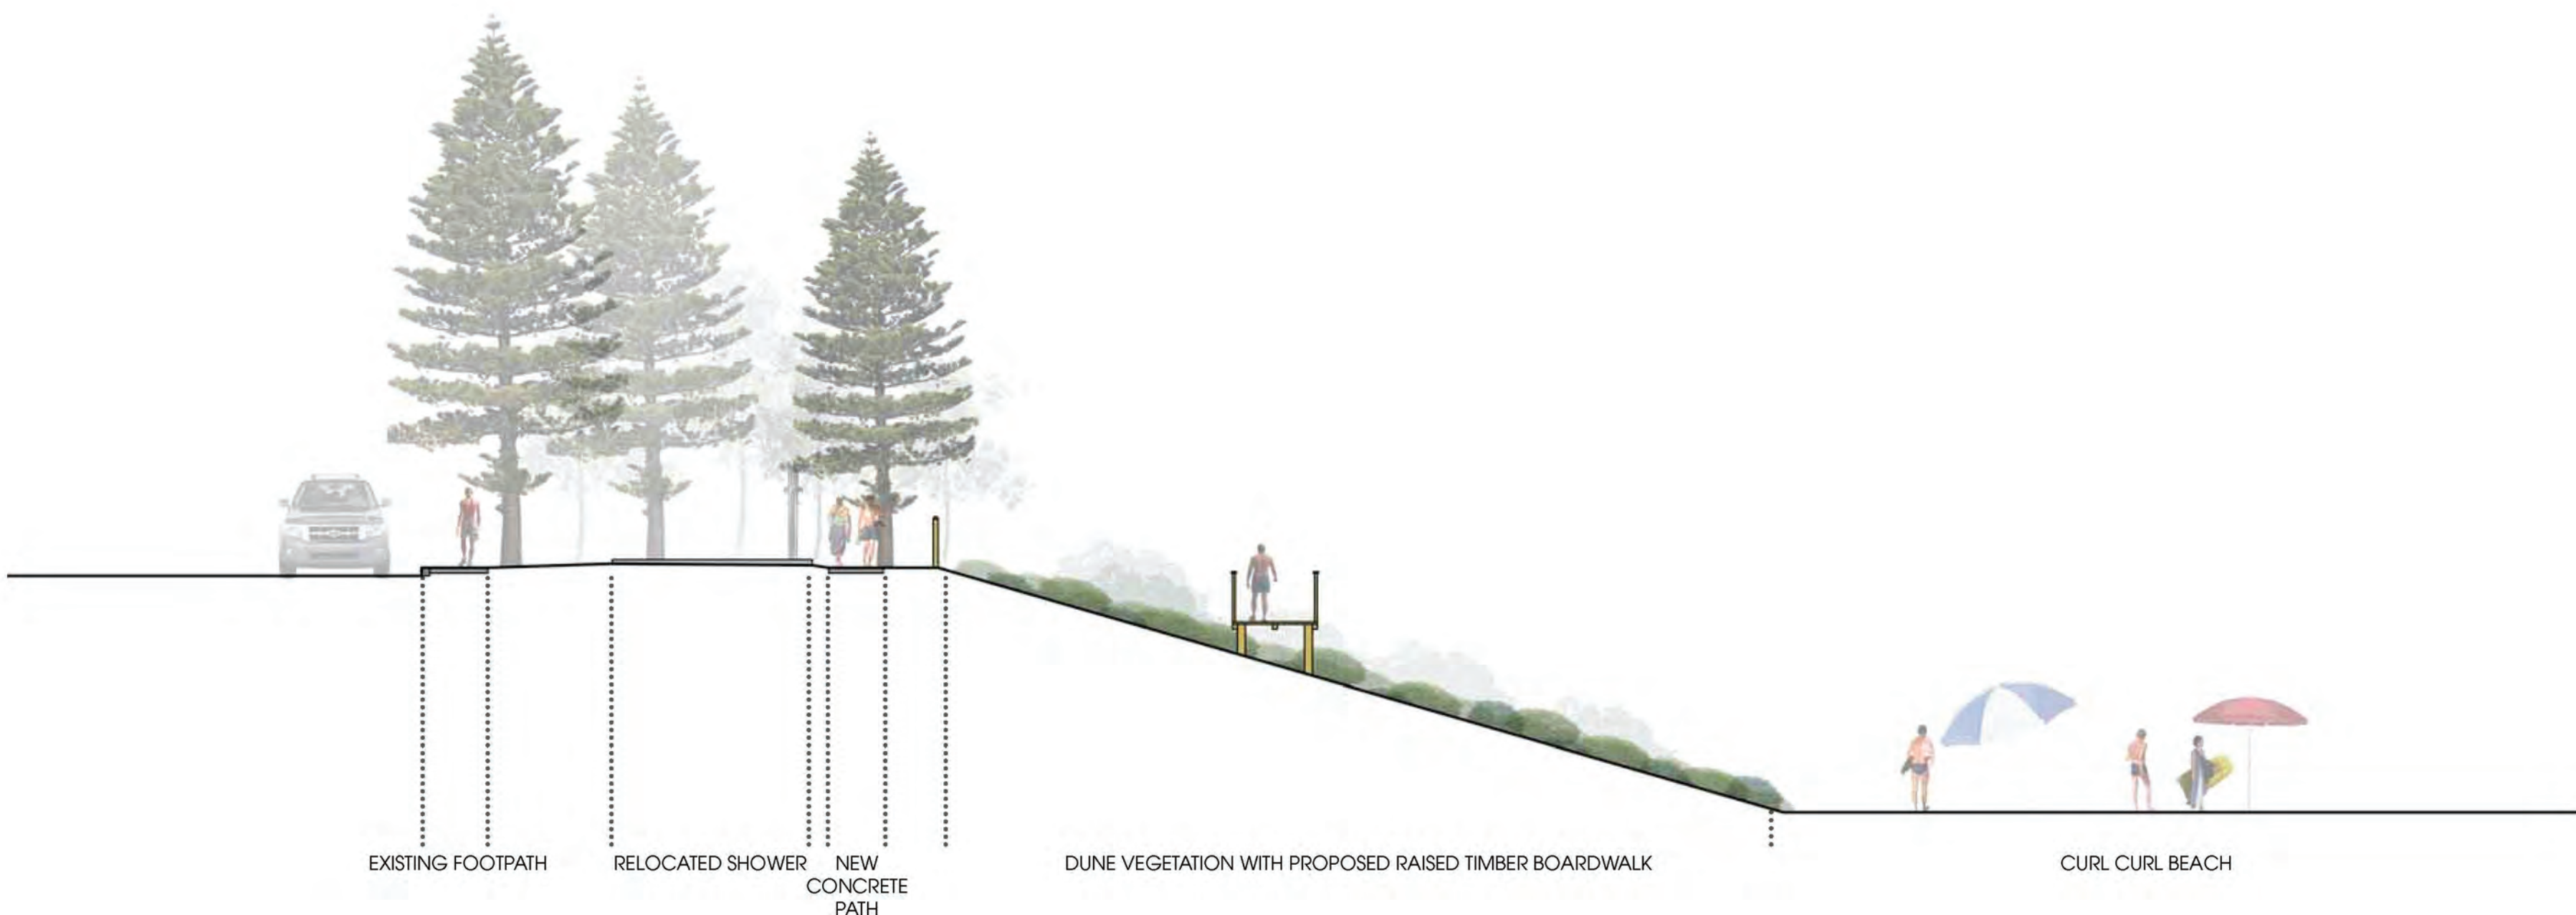 EXISTING FOOTPATH
RELOCATED SHOWER
NEW
CONCRETE
PATH
DUNE VEGETATION WITH PROPOSED RAISED TIMBER BOARDWALK
CURL CURL BEACH